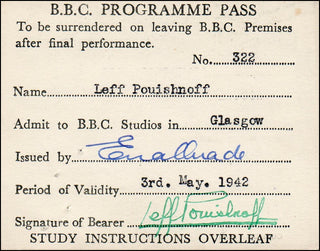 B.B.C. PROGRAMME PASS
To be surrendered on leaving B.B.C. Premises
after final performance.
No. 322
Name Leff Pouishnoff
Admit to B.B.C. Studios in Glasgow
Issued by
Period of Validity 3rd. May. 1942
Signature of Bearer Leff Pouishnoff
STUDY INSTRUCTIONS OVERLEAF